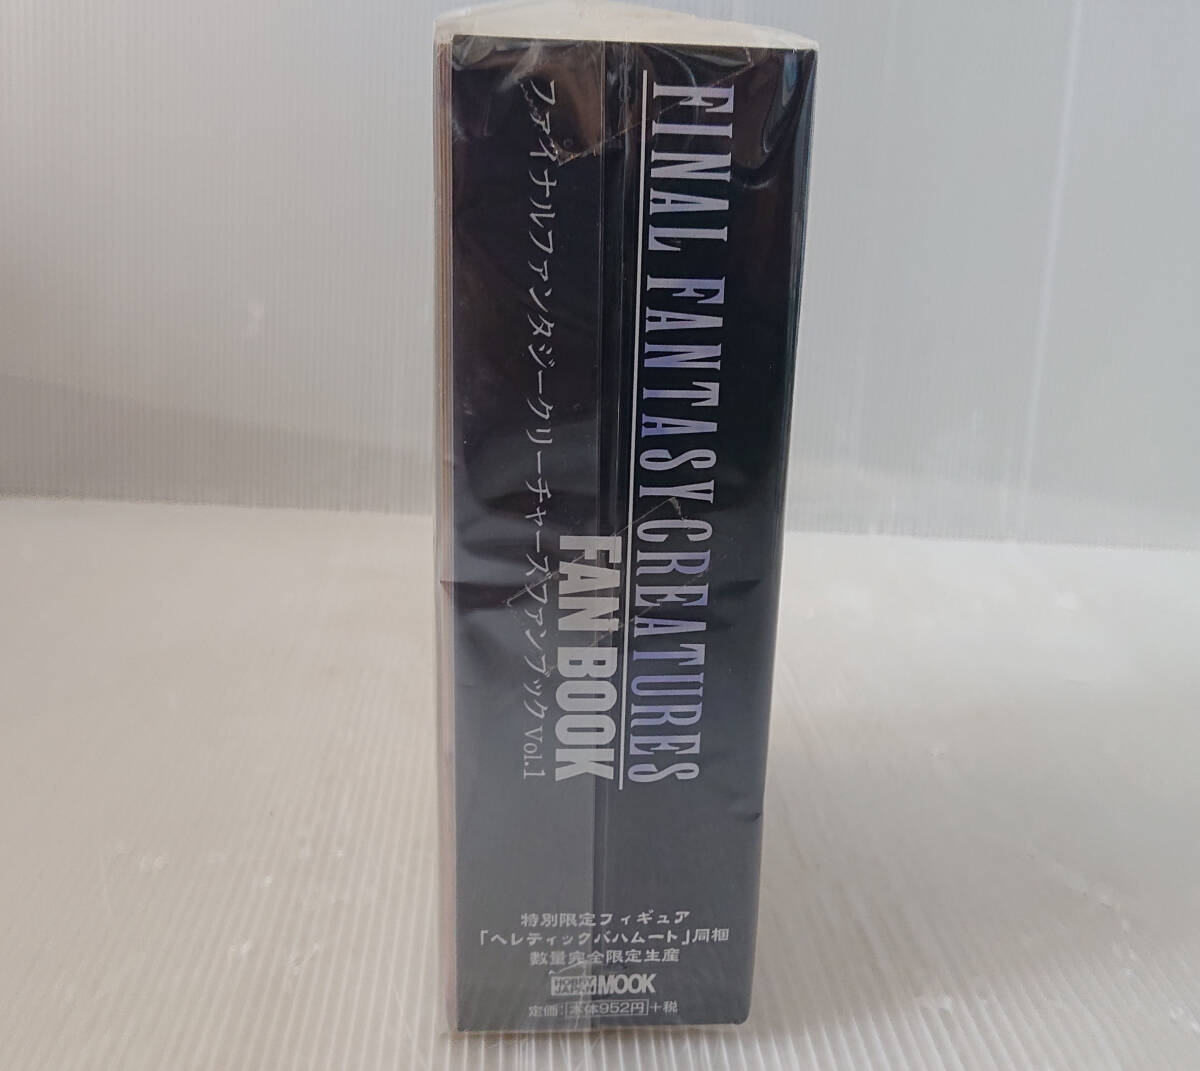 FINAL FANTASY CREATURES
FAN BOOK
ファイナルファンタジークリーチャーズファンブック Vol.1
特別限定フィギュア
「ヘレティックバハムート」同梱
数量完全限定生産
HOBBY JAPAN MOOK
定価：本体952円＋税